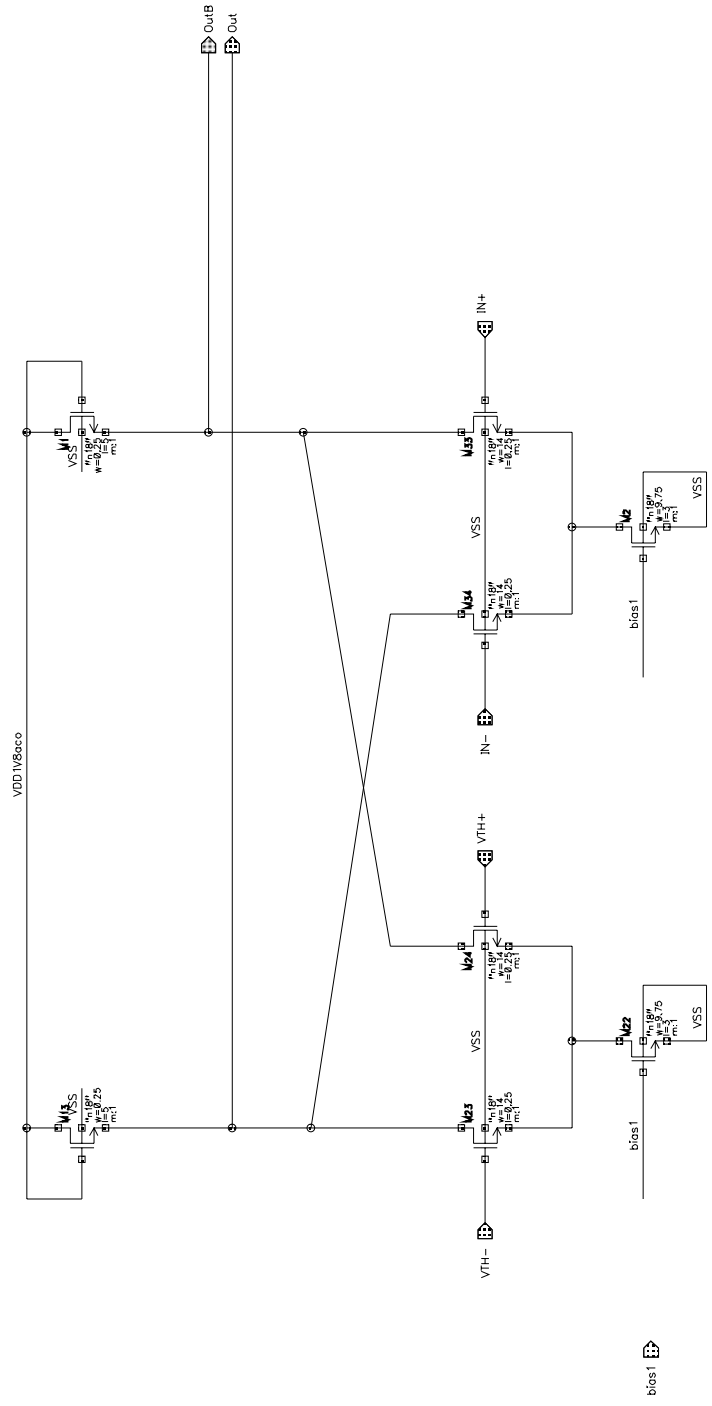 OutB
Out
IN+
M1
VSS
"n18"
w=0.25
l=5
m:1
M33
"n18"
w=14
l=0.25
m:1
VSS
M2
"n18"
w=9.75
l=3
m:1
VSS
M34
"n18"
w=14
l=0.25
m:1
bias1
IN-
VDD1V8aco
VTH+
M24
"n18"
w=14
l=0.25
m:1
VSS
M22
"n18"
w=9.75
l=3
m:1
VSS
M13
VSS
"n18"
w=0.25
l=5
m:1
M23
"n18"
w=14
l=0.25
m:1
bias1
VTH-
bias1